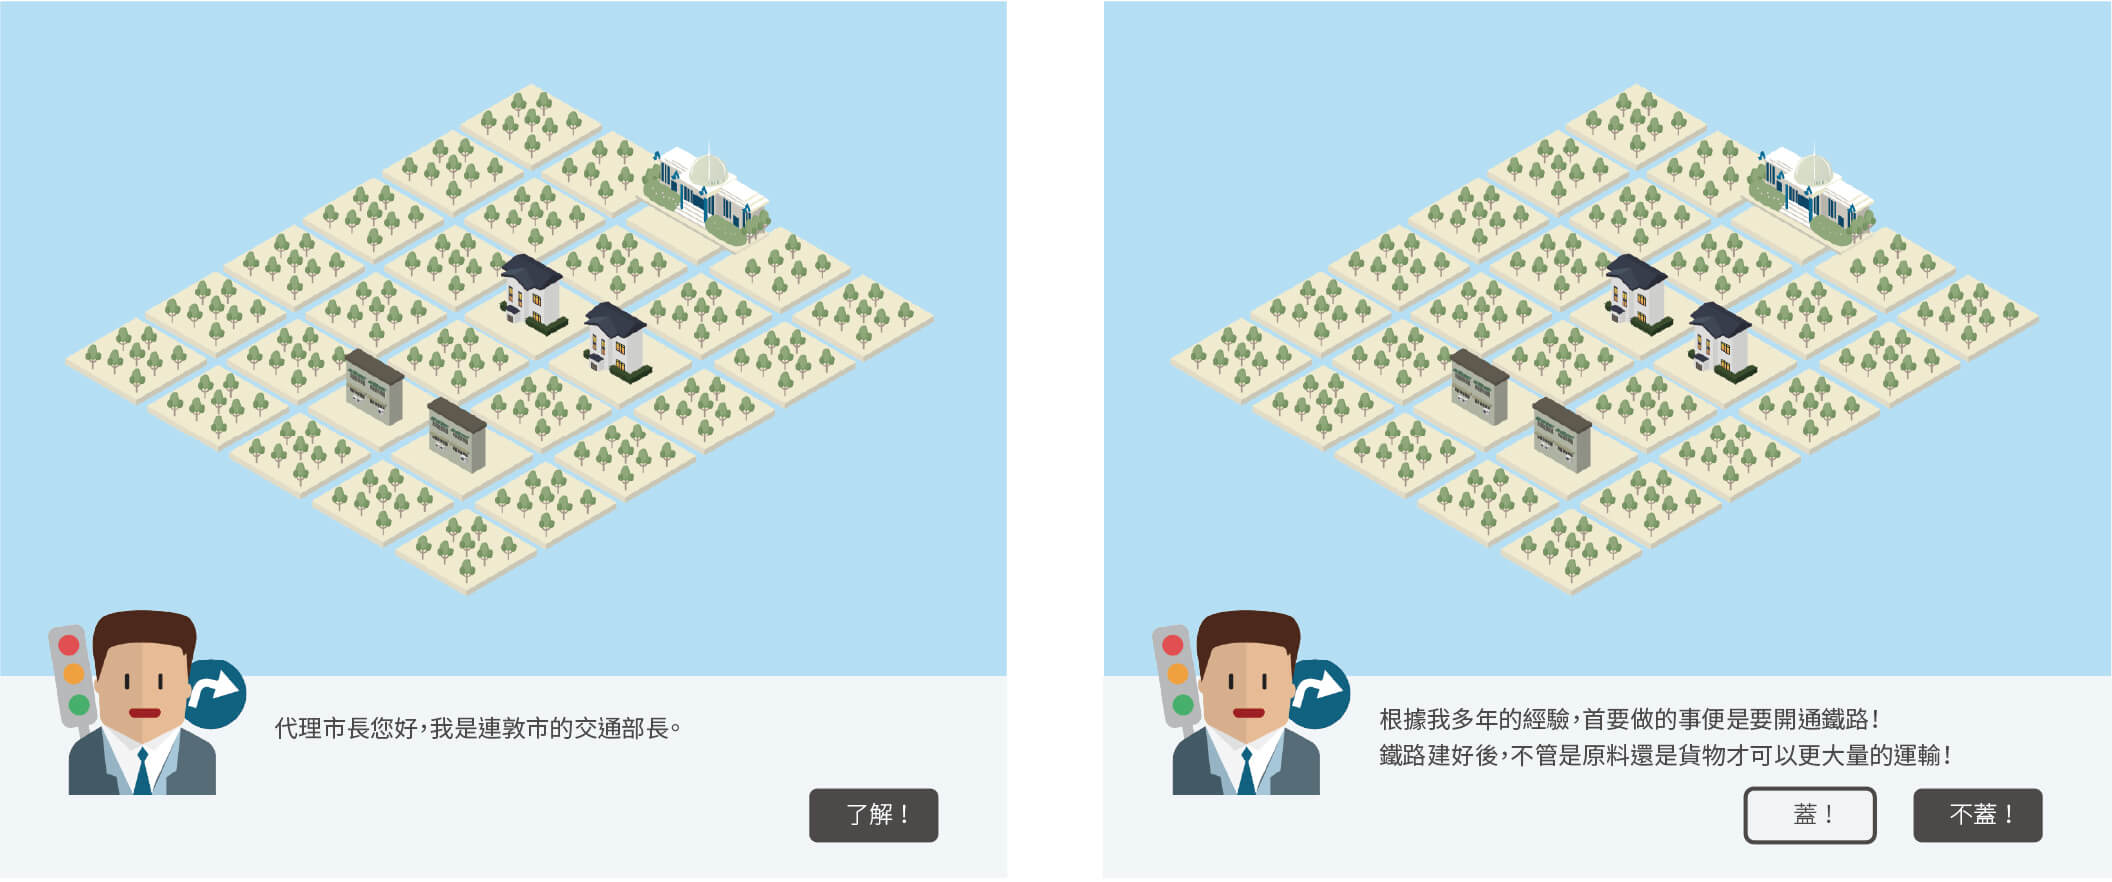 代理市長您好，我是連敦市的交通部長。
了解！
根據我多年的經驗，首要做的事便是要開通鐵路！
鐵路建好後，不管是原料還是貨物才可以更大量的運輸！
蓋！
不蓋！